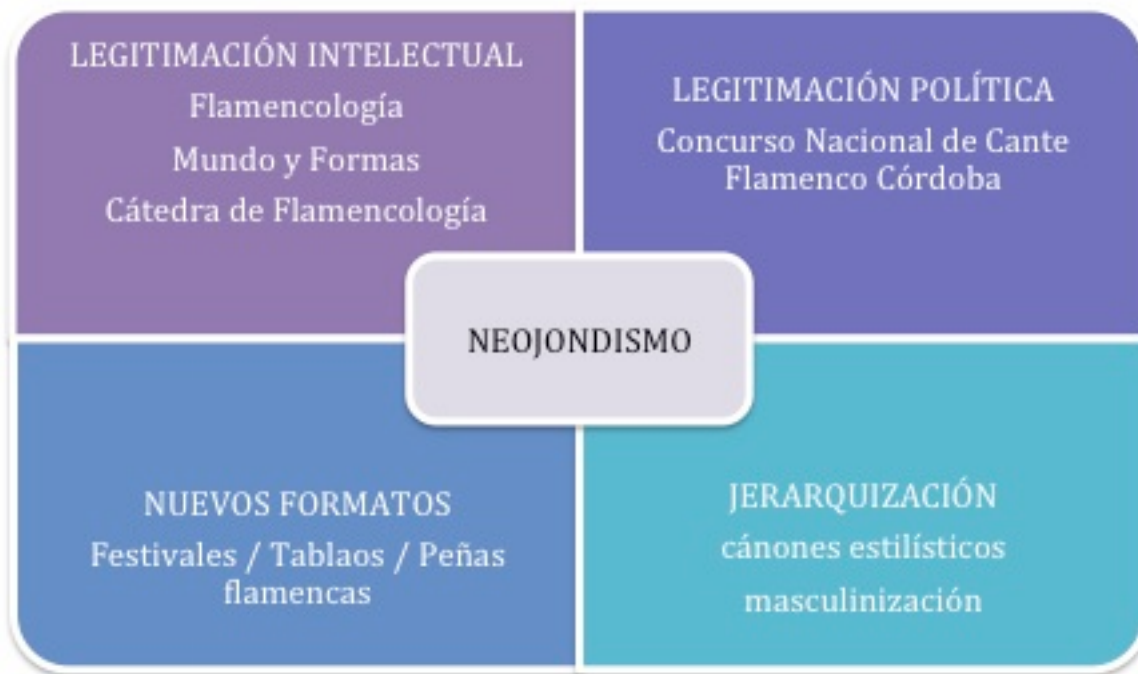 LEGITIMACIÓN INTELECTUAL
Flamencología
Mundo y Formas
Cátedra de Flamencología
LEGITIMACIÓN POLÍTICA
Concurso Nacional de Cante
Flamenco Córdoba
NEOJONDISMO
NUEVOS FORMATOS
Festivales / Tablaos / Peñas
flamencas
JERARQUIZACIÓN
cánones estilísticos
masculinización